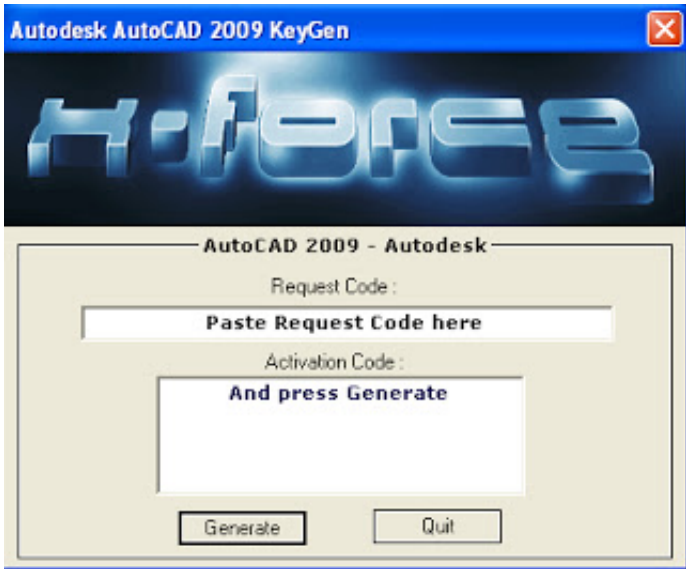 Autodesk AutoCAD 2009 KeyGen
x-force
AutoCAD 2009 - Autodesk
Request Code :
Paste Request Code here
Activation Code :
And press Generate
Generate
Quit